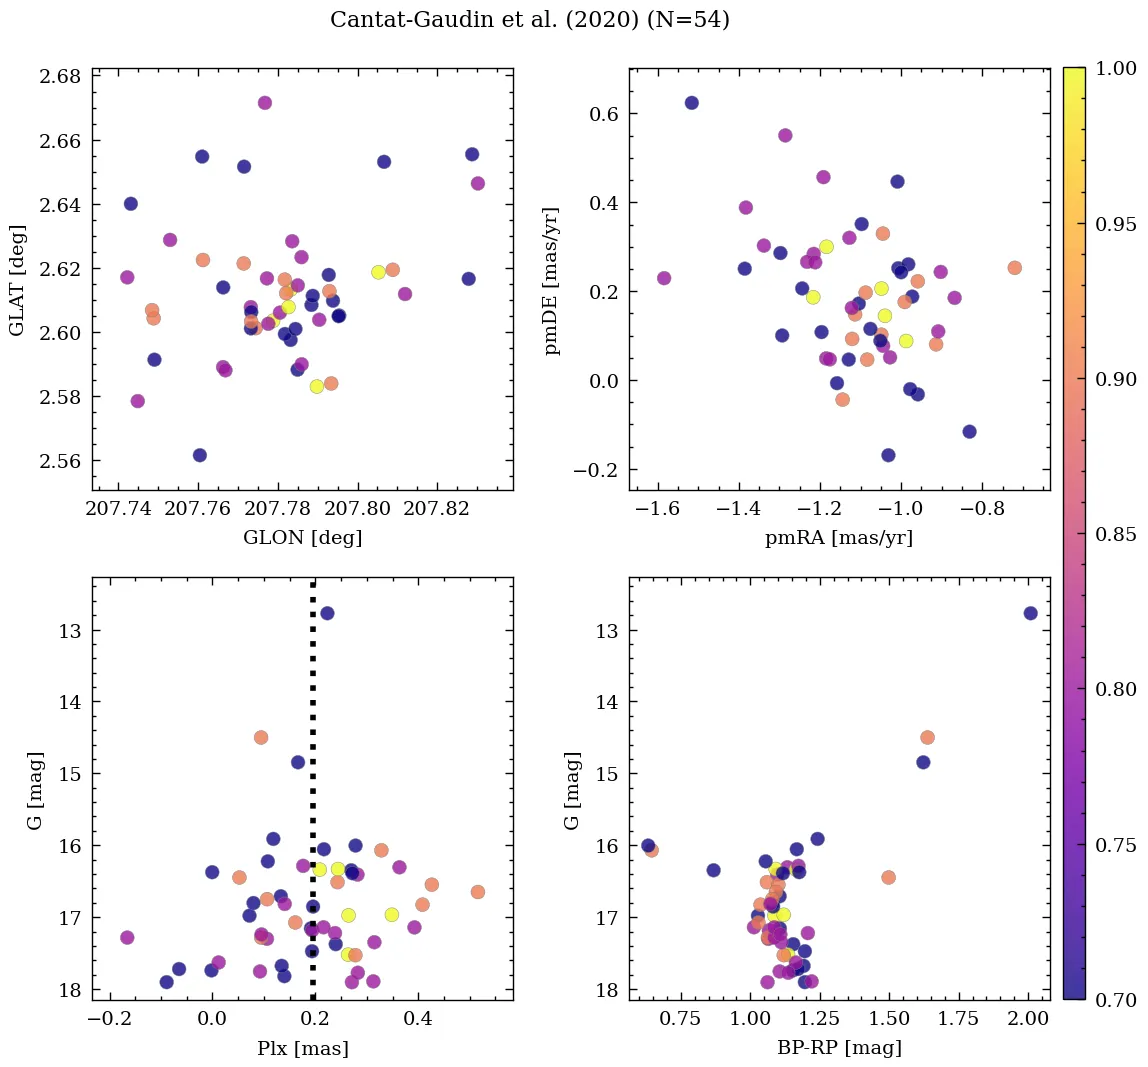 Cantat-Gaudin et al. (2020) (N=54)
2.68
2.66
2.64
2.62
2.60
2.58
2.56
GLAT [deg]
207.74 207.76 207.78 207.80 207.82
GLON [deg]
0.6
0.4
0.2
0.0
−0.2
pmDE [mas/yr]
−1.6 −1.4 −1.2 −1.0 −0.8
pmRA [mas/yr]
13
14
15
16
17
18
G [mag]
−0.2 0.0 0.2 0.4
Plx [mas]
13
14
15
16
17
18
G [mag]
0.75 1.00 1.25 1.50 1.75 2.00
BP-RP [mag]
1.00
0.95
0.90
0.85
0.80
0.75
0.70